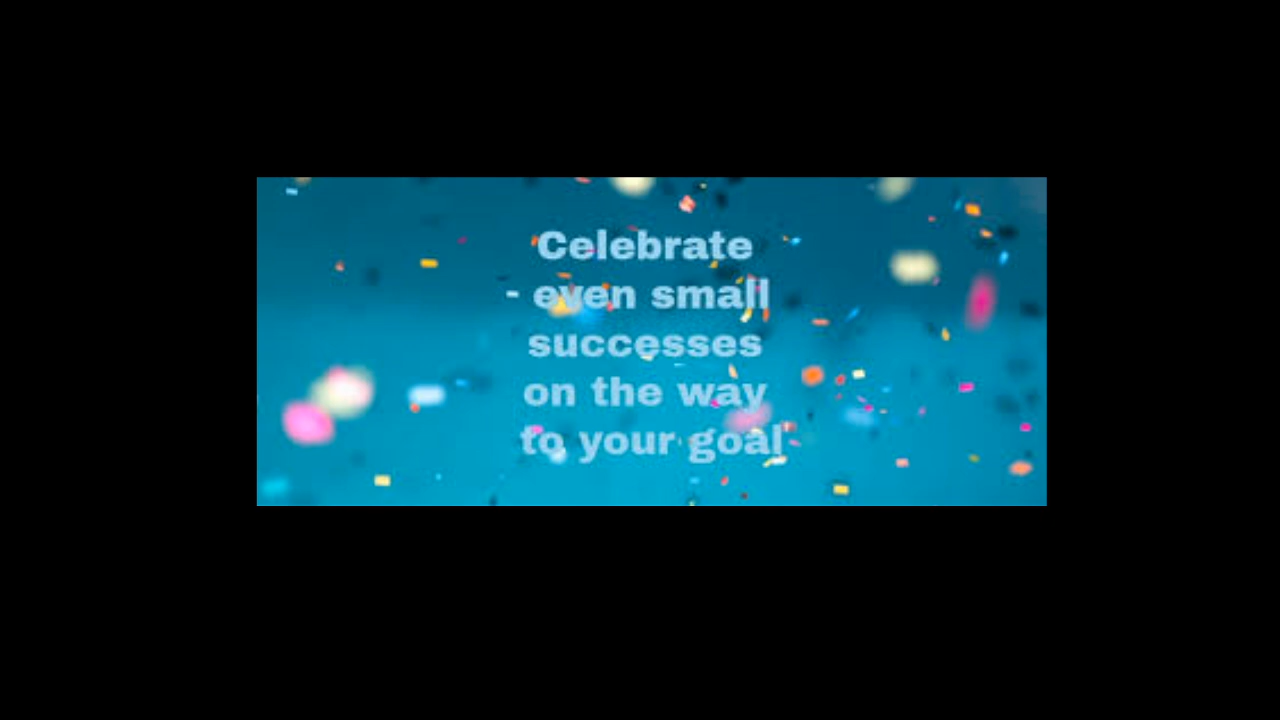 Celebrate
- even small
successes
on the way
to your goal